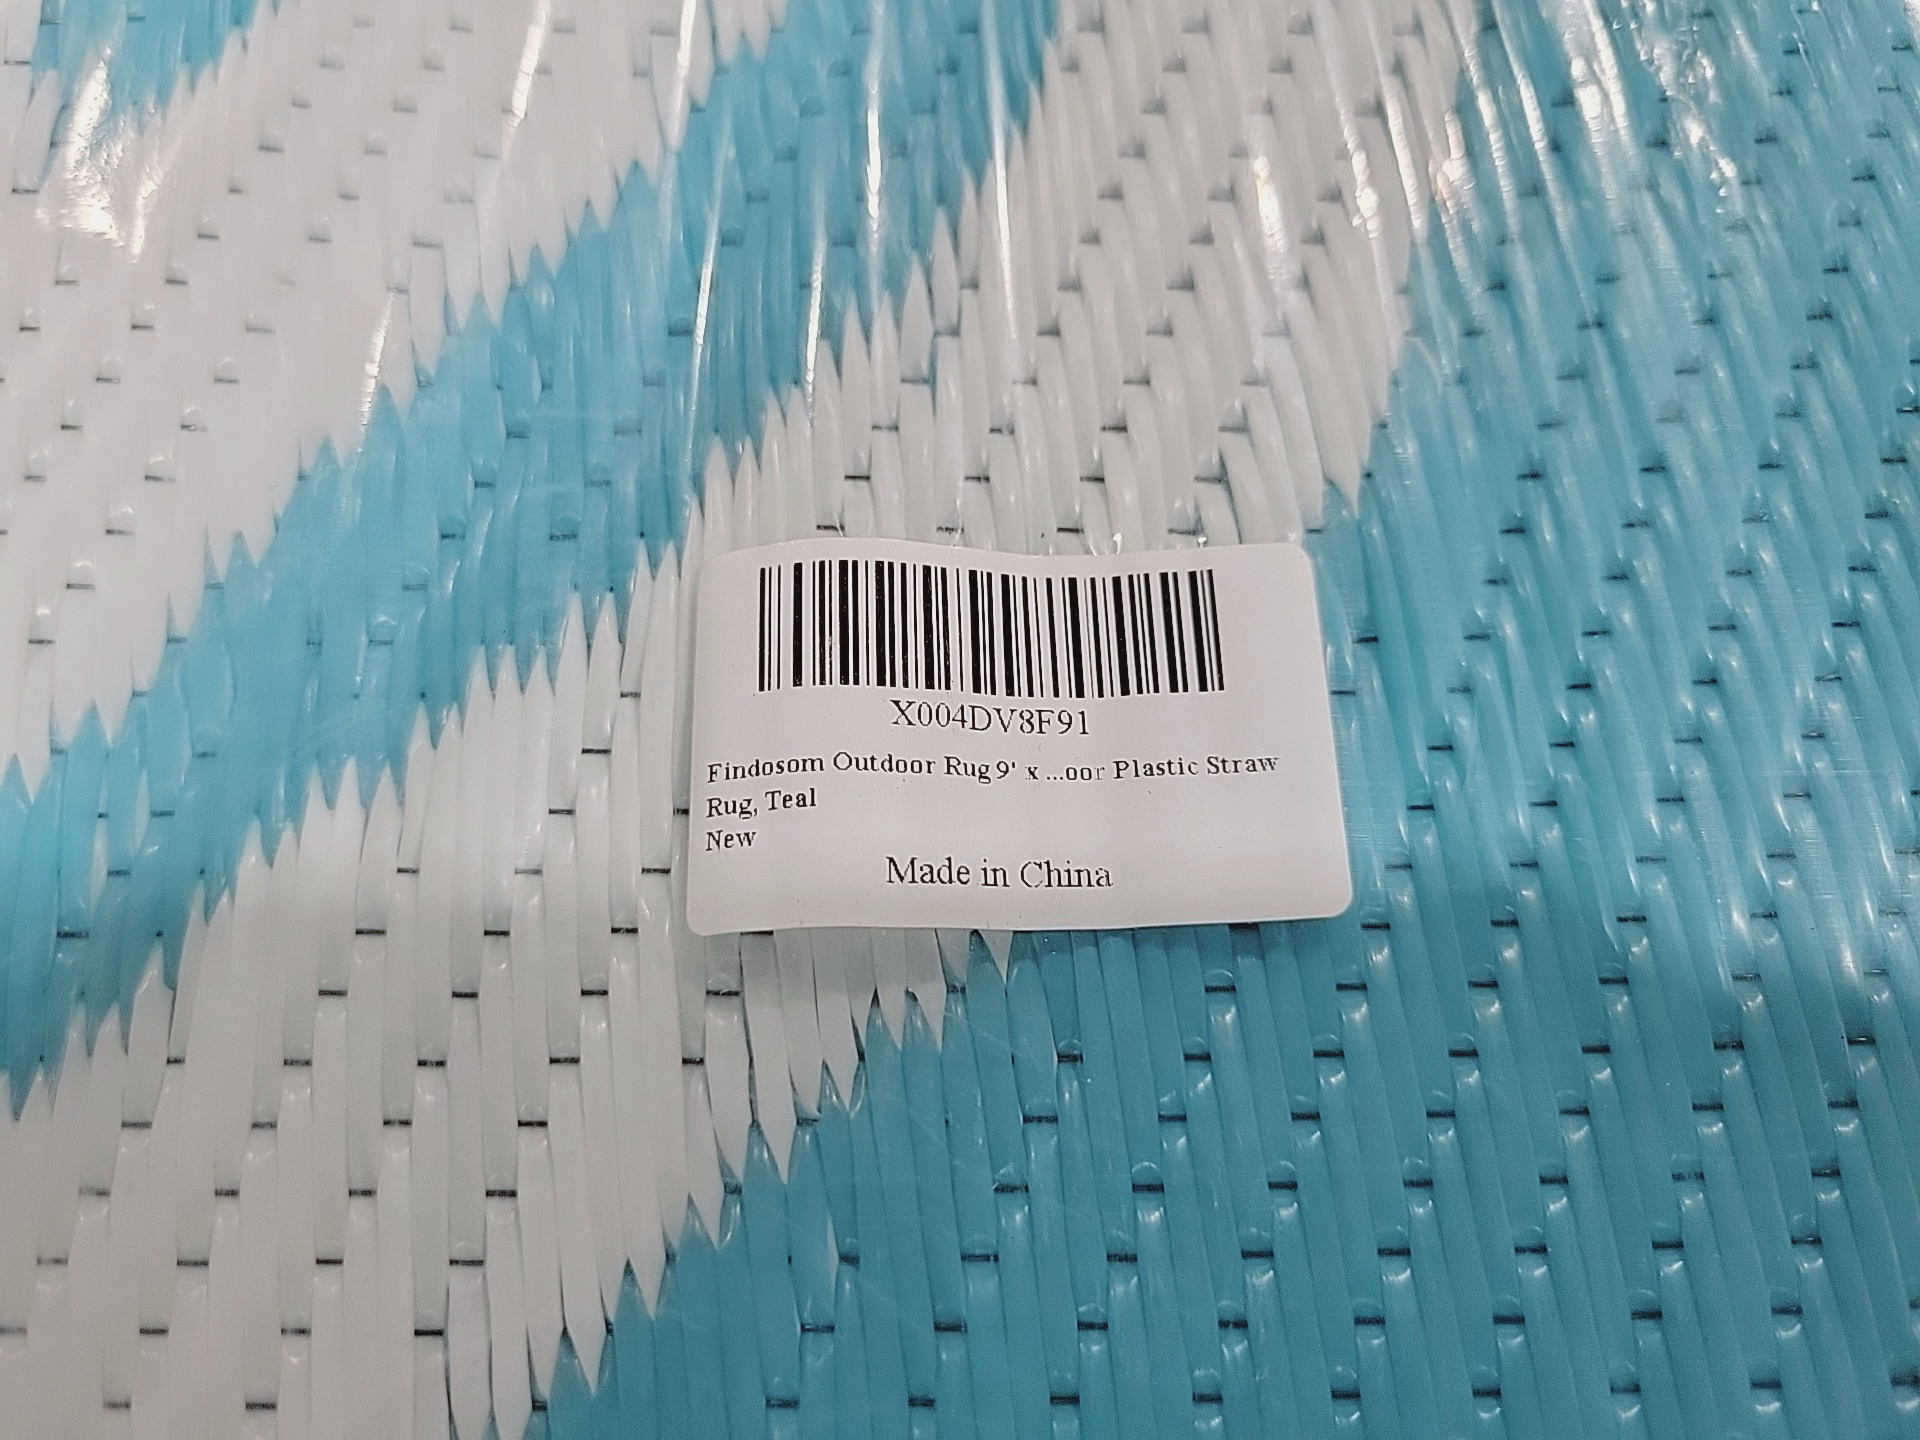 X004DV8F91
Findosom Outdoor Rug 9' x ...oor Plastic Straw
Rug, Teal
New
Made in China